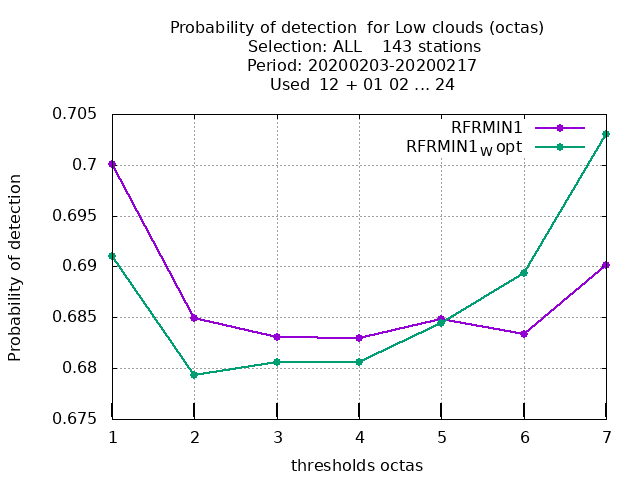 Probability of detection  for Low clouds (octas)
Selection: ALL    143 stations
Period: 20200203-20200217
Used  12 + 01 02 ... 24
RFRMIN1
RFRMIN1_W opt
0.705
0.7
0.695
0.69
0.685
0.68
0.675
Probability of detection
1 2 3 4 5 6 7
thresholds octas